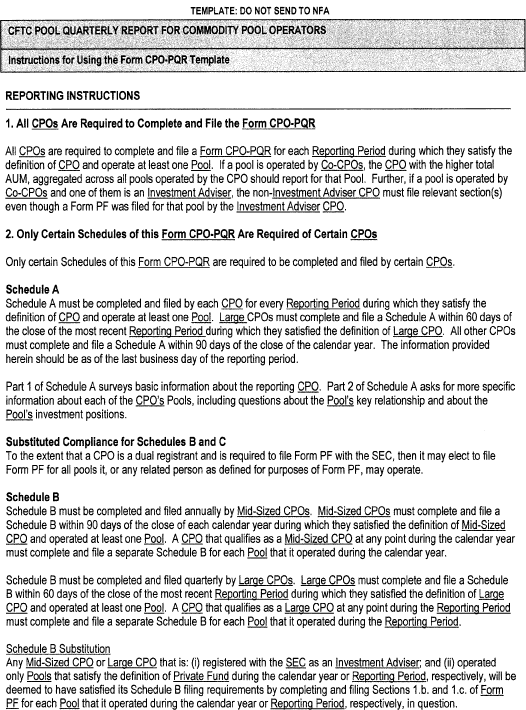 TEMPLATE: DO NOT SEND TO NFA
CFTC POOL QUARTERLY REPORT FOR COMMODITY POOL OPERATORS
Instructions for Using the Form CPO-PQR Template
REPORTING INSTRUCTIONS
1. All CPOs Are Required to Complete and File the Form CPO-PQR
All CPOs are required to complete and file a Form CPO-PQR for each Reporting Period during which they satisfy the
definition of CPO and operate at least one Pool. If a pool is operated by Co-CPOs, the CPO with the higher total
AUM, aggregated across all pools operated by the CPO should report for that Pool. Further, if a pool is operated by
Co-CPOs and one of them is an Investment Adviser, the non-Investment Adviser CPO must file relevant section(s)
even though a Form PF was filed for that pool by the Investment Adviser CPO.
2. Only Certain Schedules of this Form CPO-PQR Are Required of Certain CPOs
Only certain Schedules of this Form CPO-PQR are required to be completed and filed by certain CPOs.
Schedule A
Schedule A must be completed and filed by each CPO for every Reporting Period during which they satisfy the
definition of CPO and operate at least one Pool. Large CPOs must complete and file a Schedule A within 60 days of
the close of the most recent Reporting Period during which they satisfied the definition of Large CPO. All other CPOs
must complete and file a Schedule A within 90 days of the close of the calendar year. The information provided
herein should be as of the last business day of the reporting period.
Part 1 of Schedule A surveys basic information about the reporting CPO. Part 2 of Schedule A asks for more specific
information about each of the CPO's Pools, including questions about the Pool's key relationship and about the
Pool's investment positions.
Substituted Compliance for Schedules B and C
To the extent that a CPO is a dual registrant and is required to file Form PF with the SEC, then it may elect to file
Form PF for all pools it, or any related person as defined for purposes of Form PF, may operate.
Schedule B
Schedule B must be completed and filed annually by Mid-Sized CPOs. Mid-Sized CPOs must complete and file a
Schedule B within 90 days of the close of each calendar year during which they satisfied the definition of Mid-Sized
CPO and operated at least one Pool. A CPO that qualifies as a Mid-Sized CPO at any point during the calendar year
must complete and file a separate Schedule B for each Pool that it operated during the calendar year.
Schedule B must be completed and filed quarterly by Large CPOs. Large CPOs must complete and file a Schedule
B within 60 days of the close of the most recent Reporting Period during which they satisfied the definition of Large
CPO and operated at least one Pool. A CPO that qualifies as a Large CPO at any point during the Reporting Period
must complete and file a separate Schedule B for each Pool that it operated during the Reporting Period.
Schedule B Substitution
Any Mid-Sized CPO or Large CPO that is: (i) registered with the SEC as an Investment Adviser; and (ii) operated
only Pools that satisfy the definition of Private Fund during the calendar year or Reporting Period, respectively, will be
deemed to have satisfied its Schedule B filing requirements by completing and filing Sections 1.b. and 1.c. of Form
PF for each Pool that it operated during the calendar year or Reporting Period, respectively, in question.